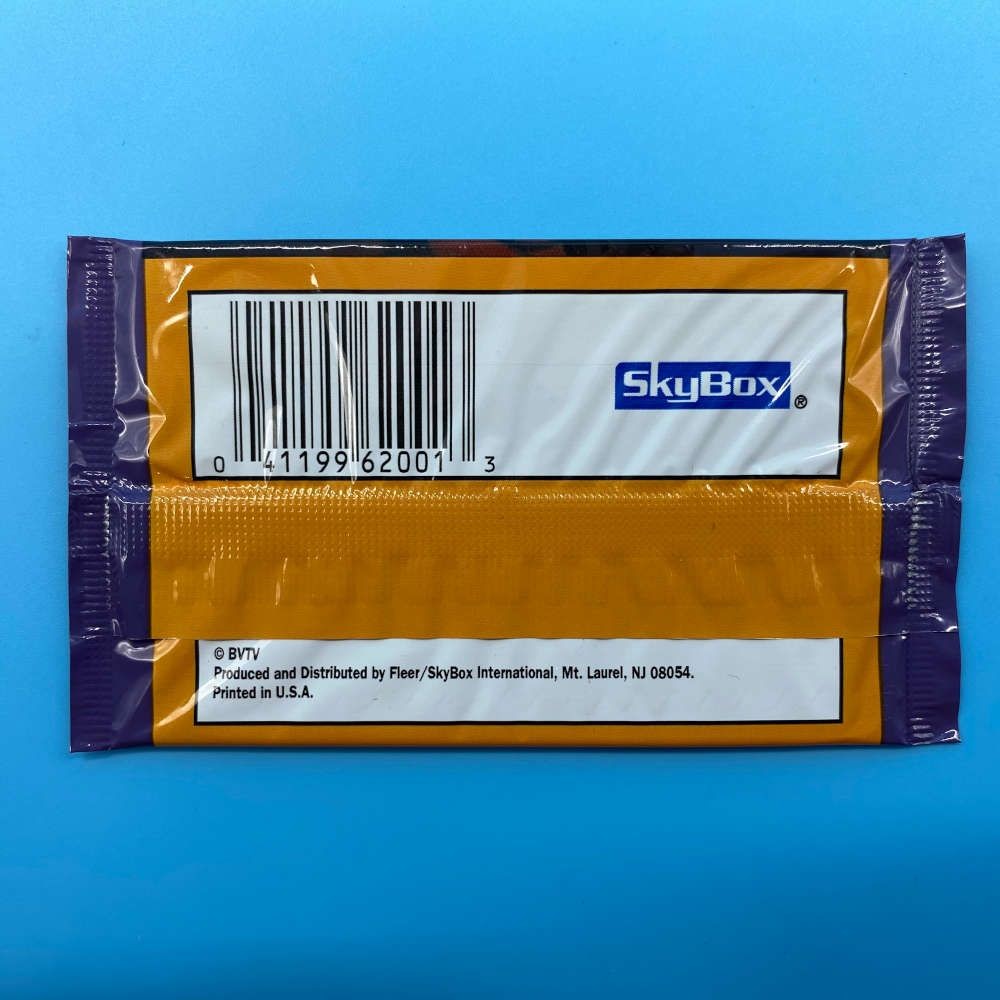 SkyBox®
0 41199 62001 3
© BVTV
Produced and Distributed by Fleer/SkyBox International, Mt. Laurel, NJ 08054.
Printed in U.S.A.